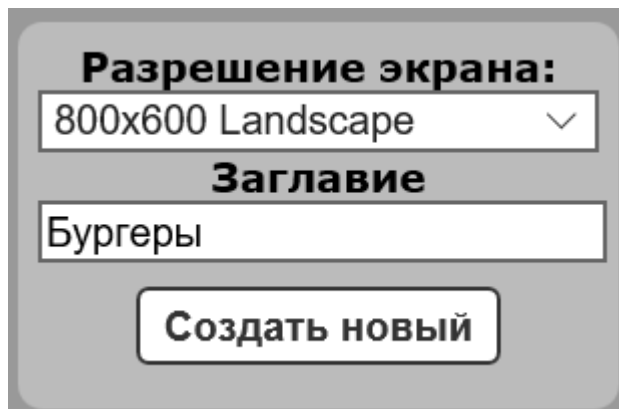 Разрешение экрана:
800x600 Landscape
Заглавие
Бургеры
Создать новый